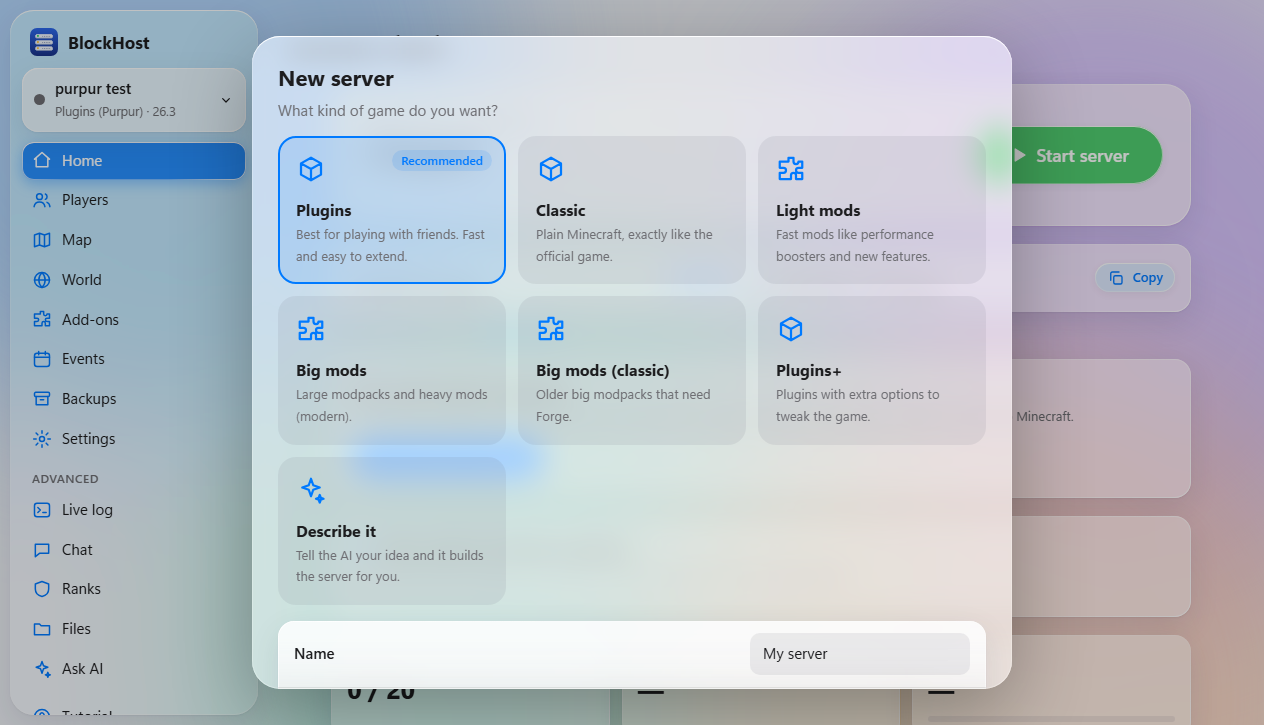 BlockHost
purpur test
Plugins (Purpur) · 26.3
Home
Players
Map
World
Add-ons
Events
Backups
Settings
ADVANCED
Live log
Chat
Ranks
Files
Ask AI
Tutorial
New server
What kind of game do you want?
Recommended
Plugins
Best for playing with friends. Fast
and easy to extend.
Classic
Plain Minecraft, exactly like the
official game.
Light mods
Fast mods like performance
boosters and new features.
Big mods
Large modpacks and heavy mods
(modern).
Big mods (classic)
Older big modpacks that need
Forge.
Plugins+
Plugins with extra options to
tweak the game.
Describe it
Tell the AI your idea and it builds
the server for you.
Name
My server
Start server
Copy
Minecraft.
0 / 20
—
—